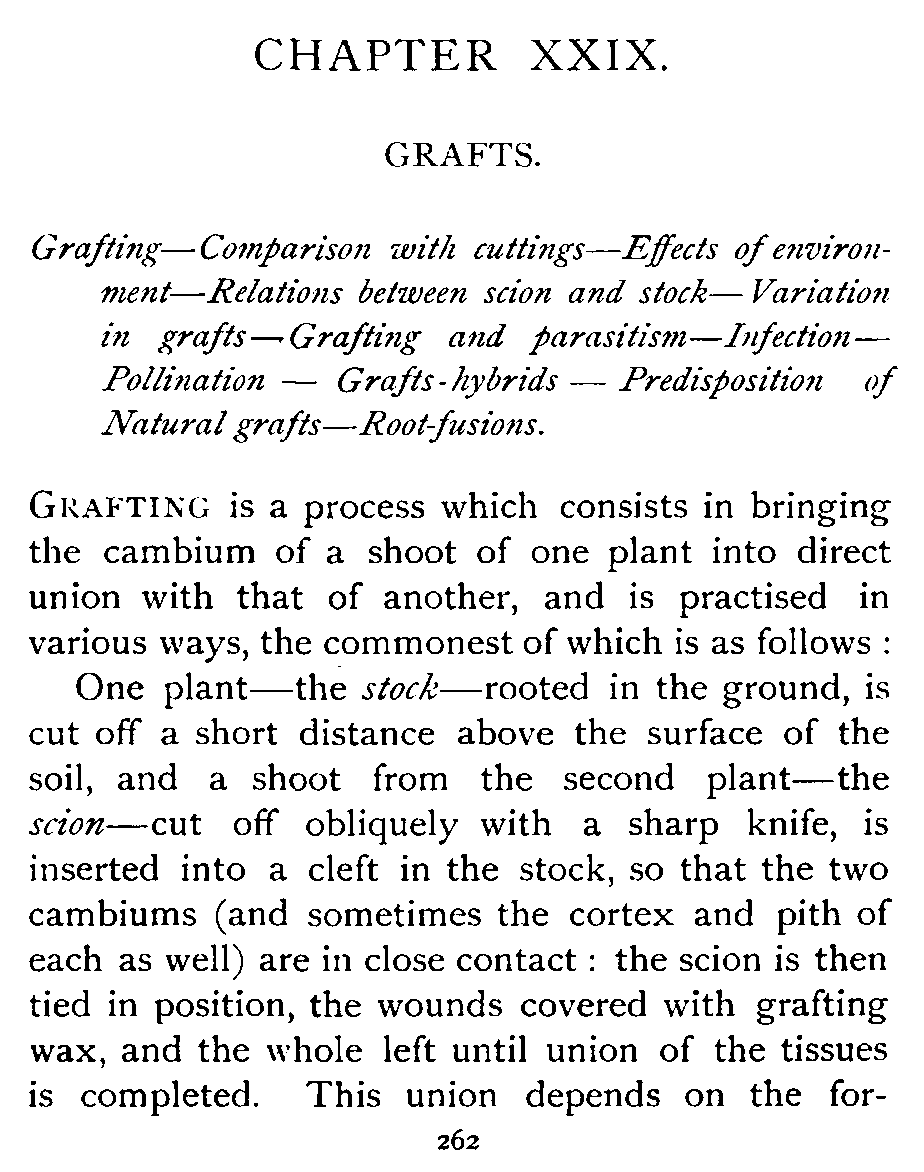 CHAPTER XXIX.
GRAFTS.
Grafting—Comparison with cuttings—Effects of environ-
ment—Relations between scion and stock—Variation
in grafts—Grafting and parasitism—Infection—
Pollination — Grafts-hybrids — Predisposition of
Natural grafts—Root-fusions.
GRAFTING is a process which consists in bringing
the cambium of a shoot of one plant into direct
union with that of another, and is practised in
various ways, the commonest of which is as follows :
One plant—the stock—rooted in the ground, is
cut off a short distance above the surface of the
soil, and a shoot from the second plant—the
scion—cut off obliquely with a sharp knife, is
inserted into a cleft in the stock, so that the two
cambiums (and sometimes the cortex and pith of
each as well) are in close contact : the scion is then
tied in position, the wounds covered with grafting
wax, and the whole left until union of the tissues
is completed. This union depends on the for-
262